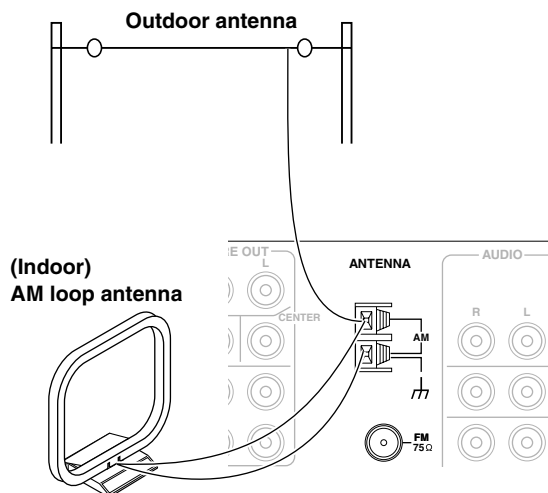 Outdoor antenna
(Indoor)
AM loop antenna
E OUT
L
CENTER
ANTENNA
AM
FM
75Ω
AUDIO
R
L